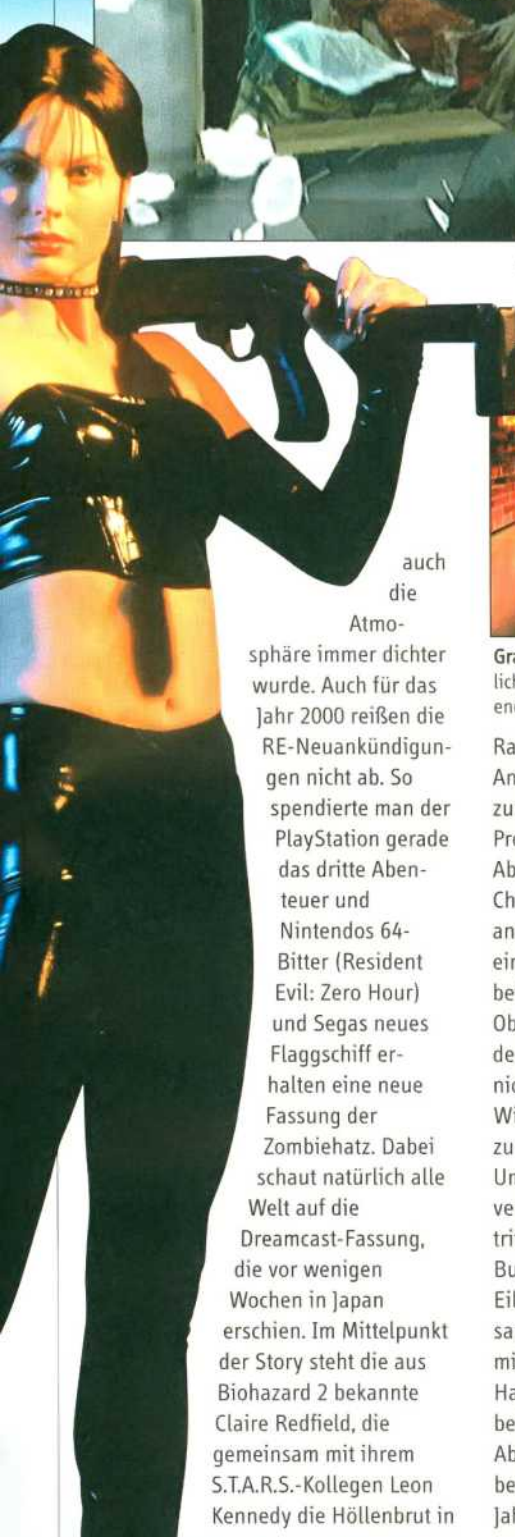 auch
die
Atmo-
sphäre immer dichter
wurde. Auch für das
Jahr 2000 reißen die
RE-Neuankündigun-
gen nicht ab. So
spendierte man der
PlayStation gerade
das dritte Aben-
teuer und
Nintendos 64-
Bitter (Resident
Evil: Zero Hour)
und Segas neues
Flaggschiff er-
halten eine neue
Fassung der
Zombiehatz. Dabei
schaut natürlich alle
Welt auf die
Dreamcast-Fassung,
die vor wenigen
Wochen in Japan
erschien. Im Mittelpunkt
der Story steht die aus
Biohazard 2 bekannte
Claire Redfield, die
gemeinsam mit ihrem
S.T.A.R.S.-Kollegen Leon
Kennedy die Höllenbrut in